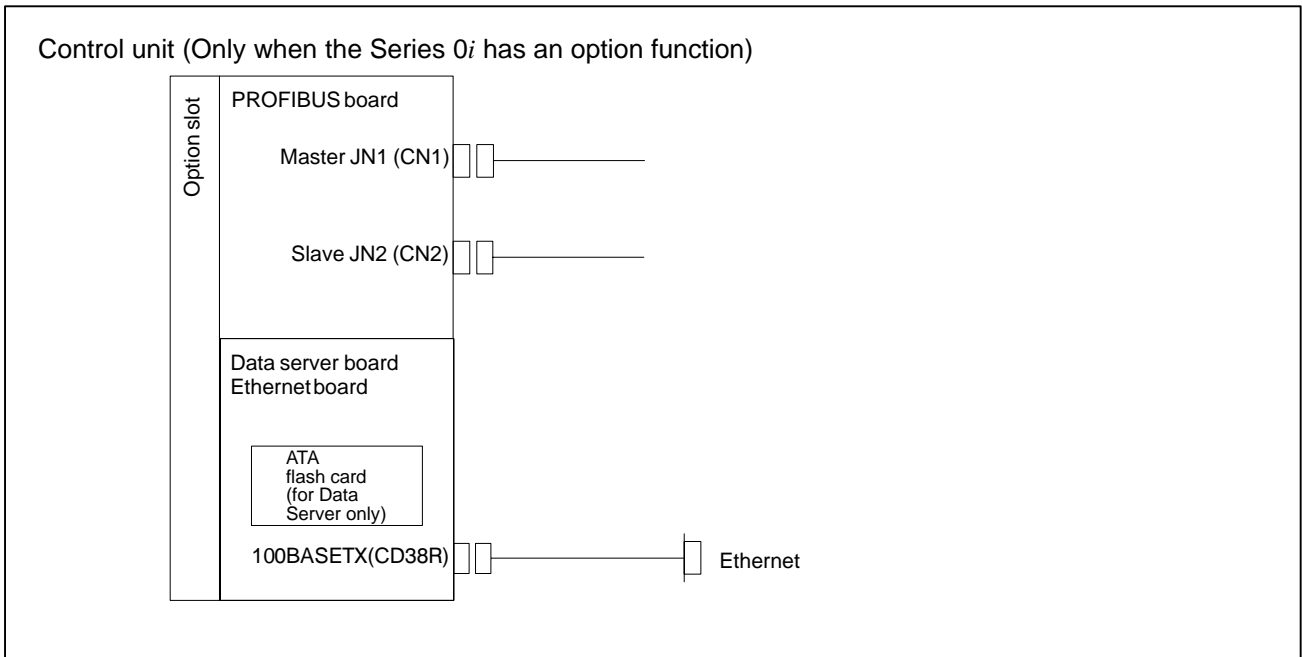 Control unit (Only when the Series 0i has an option function)
Option slot
PROFIBUS board
Master JN1 (CN1)
Slave JN2 (CN2)
Data server board
Ethernet board
ATA
flash card
(for Data
Server only)
100BASETX(CD38R)
Ethernet